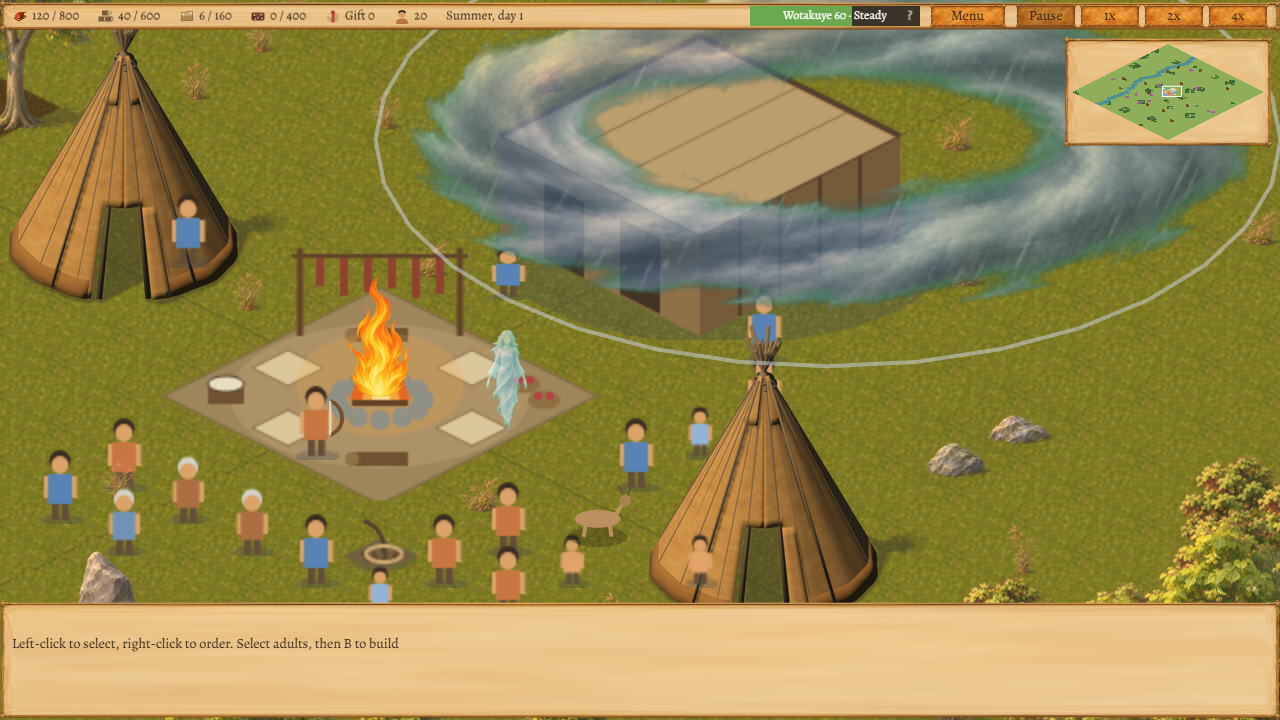 120 / 800 40 / 600 6 / 160 0 / 400 Gift 0 20 Summer, day 1 Wotakuye 60 - Steady ? Menu Pause 1x 2x 4x
Left-click to select, right-click to order. Select adults, then B to build